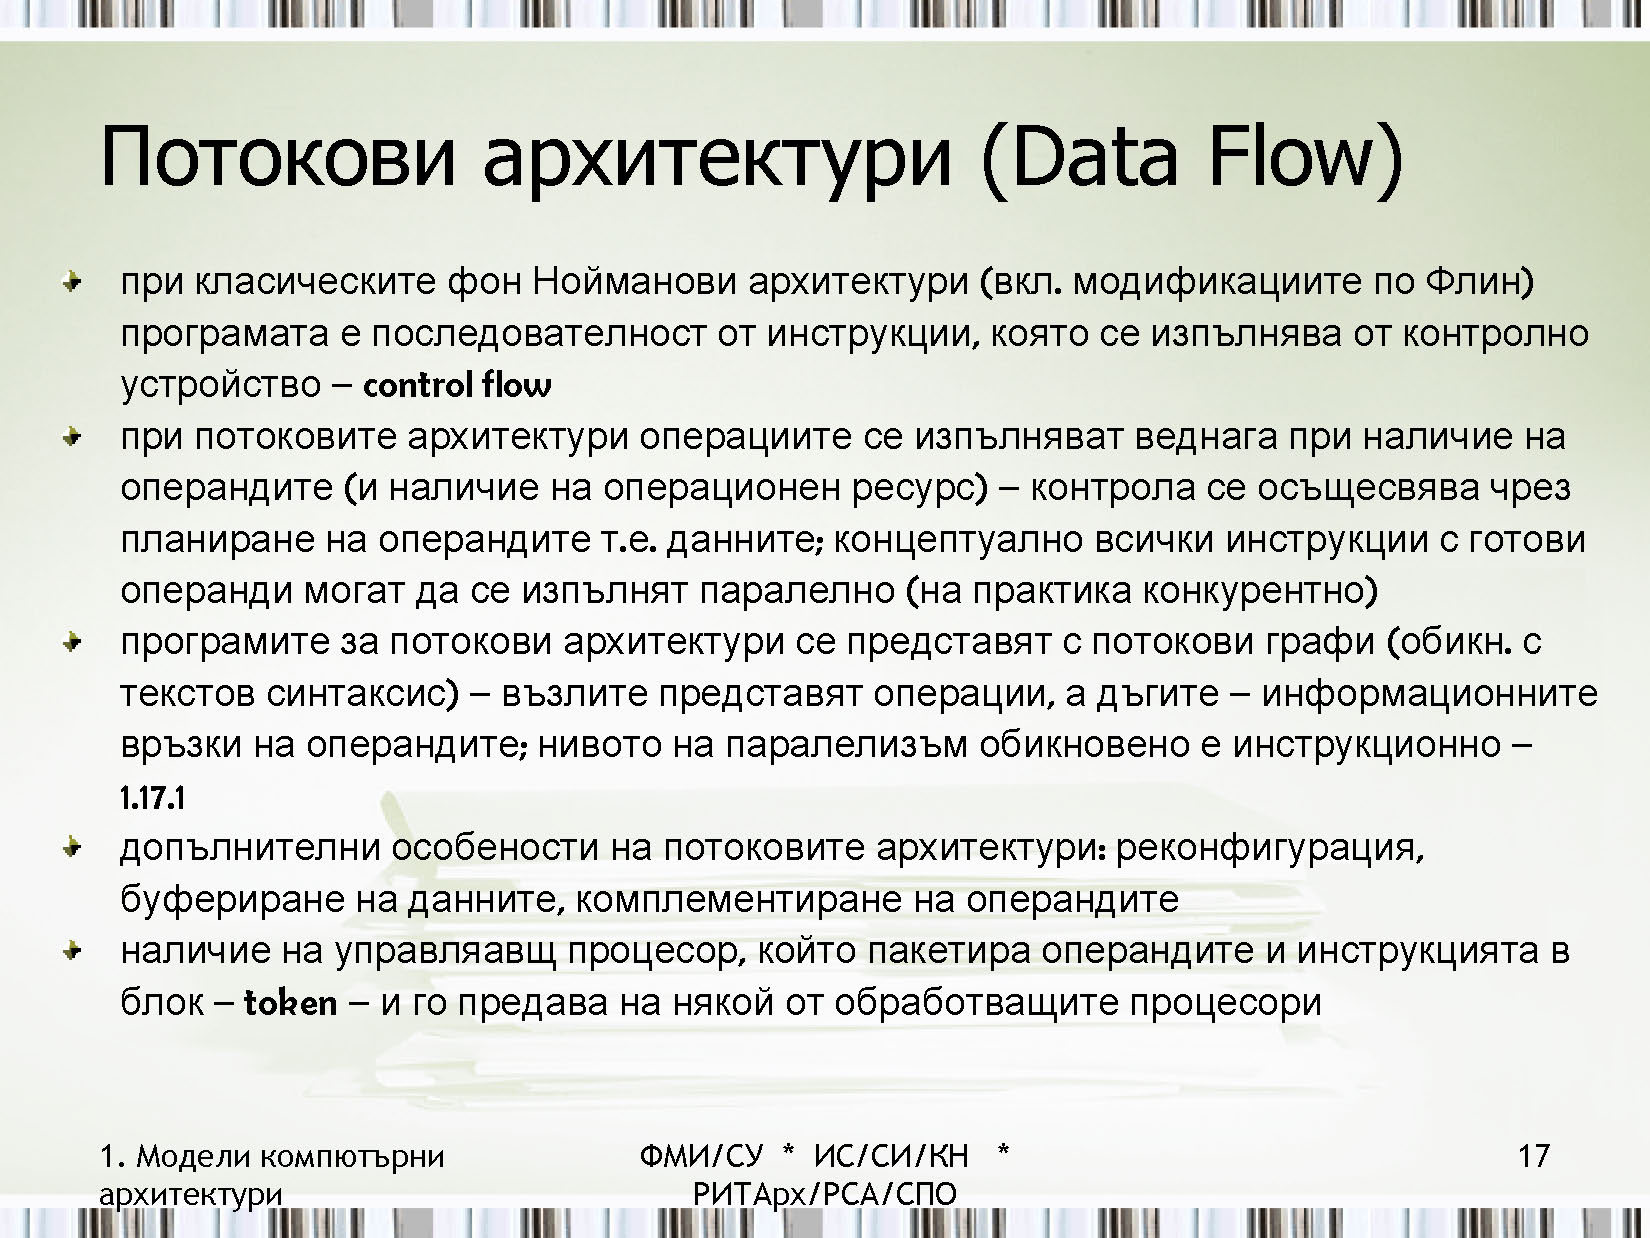 Потокови архитектури (Data Flow)
при класическите фон Нойманови архитектури (вкл. модификациите по Флин)
програмата е последователност от инструкции, която се изпълнява от контролно
устройство – control flow
при потоковите архитектури операциите се изпълняват веднага при наличие на
операндите (и наличие на операционен ресурс) – контрола се осъщесвява чрез
планиране на операндите т.е. данните; концептуално всички инструкции с готови
операнди могат да се изпълнят паралелно (на практика конкурентно)
програмите за потокови архитектури се представят с потокови графи (обикн. с
текстов синтаксис) – възлите представят операции, а дъгите – информационните
връзки на операндите; нивото на паралелизъм обикновено е инструкционно –
1.17.1
допълнителни особености на потоковите архитектури: реконфигурация,
буфериране на данните, комплементиране на операндите
наличие на управляавщ процесор, който пакетира операндите и инструкцията в
блок – token – и го предава на някой от обработващите процесори
1. Модели компютърни
архитектури
ФМИ/СУ * ИС/СИ/КН *
РИТАрх/РСА/СПО
17